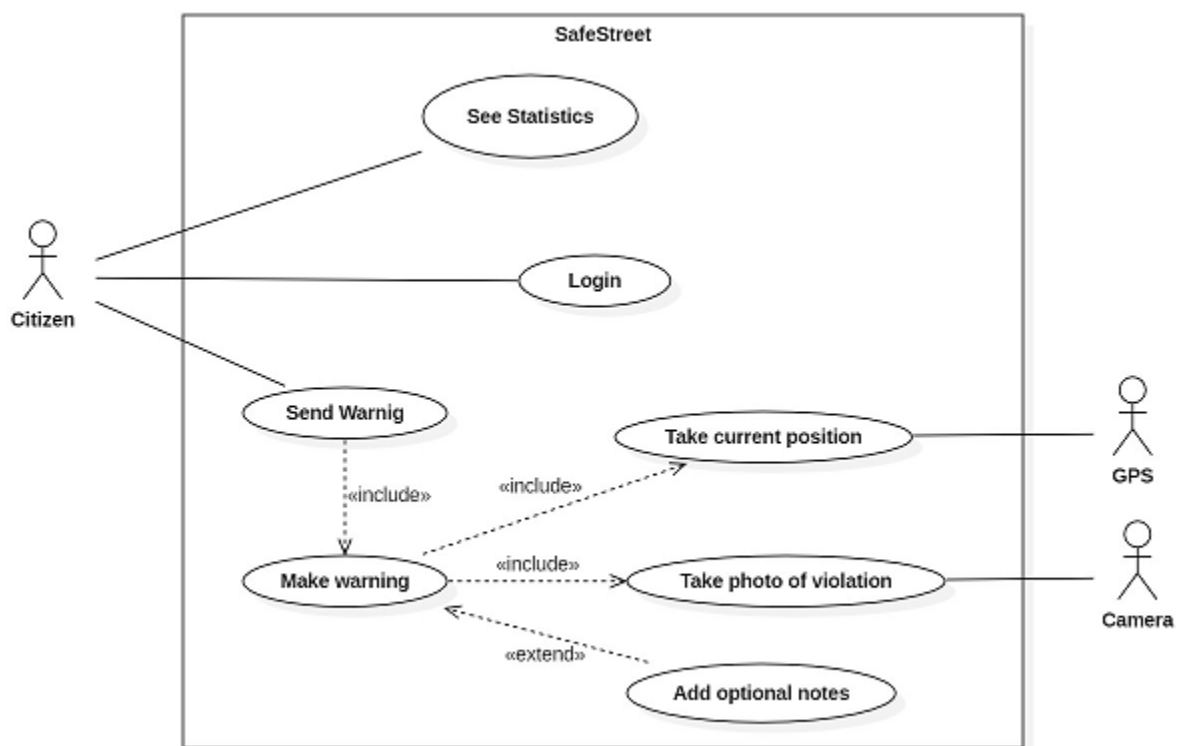 SafeStreet
See Statistics
Login
Citizen
Send Warnig
Take current position
GPS
«include»
«include»
Make warning
«include»
Take photo of violation
Camera
«extend»
Add optional notes